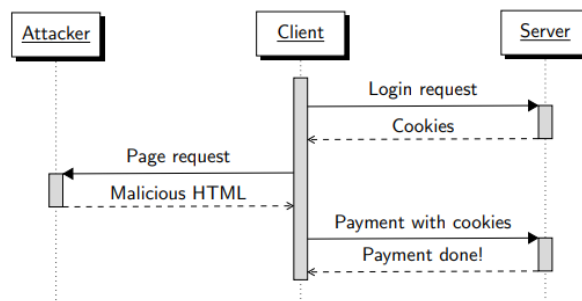 Attacker
Client
Server
Login request
Cookies
Page request
Malicious HTML
Payment with cookies
Payment done!